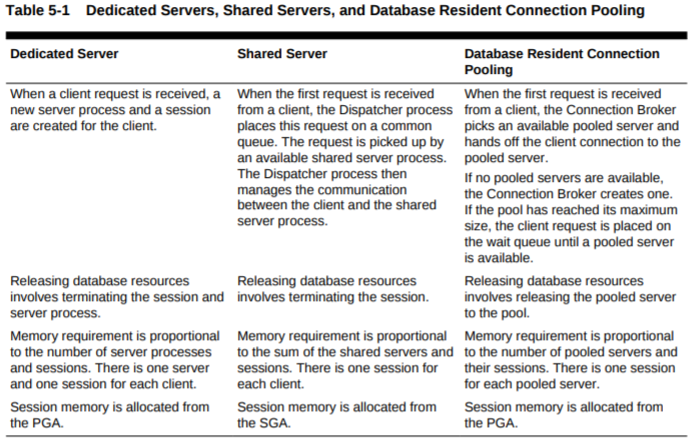 Table 5-1 Dedicated Servers, Shared Servers, and Database Resident Connection Pooling
Dedicated Server
Shared Server
Database Resident Connection
Pooling
When a client request is received, a
new server process and a session
are created for the client.
When the first request is received
from a client, the Dispatcher process
places this request on a common
queue. The request is picked up by
an available shared server process.
The Dispatcher process then
manages the communication
between the client and the shared
server process.
When the first request is received
from a client, the Connection Broker
picks an available pooled server and
hands off the client connection to the
pooled server.
If no pooled servers are available,
the Connection Broker creates one.
If the pool has reached its maximum
size, the client request is placed on
the wait queue until a pooled server
is available.
Releasing database resources
involves terminating the session and
server process.
Releasing database resources
involves terminating the session.
Releasing database resources
involves releasing the pooled server
to the pool.
Memory requirement is proportional
to the number of server processes
and sessions. There is one server
and one session for each client.
Memory requirement is proportional
to the sum of the shared servers and
sessions. There is one session for
each client.
Memory requirement is proportional
to the number of pooled servers and
their sessions. There is one session
for each pooled server.
Session memory is allocated from
the PGA.
Session memory is allocated from
the SGA.
Session memory is allocated from
the PGA.